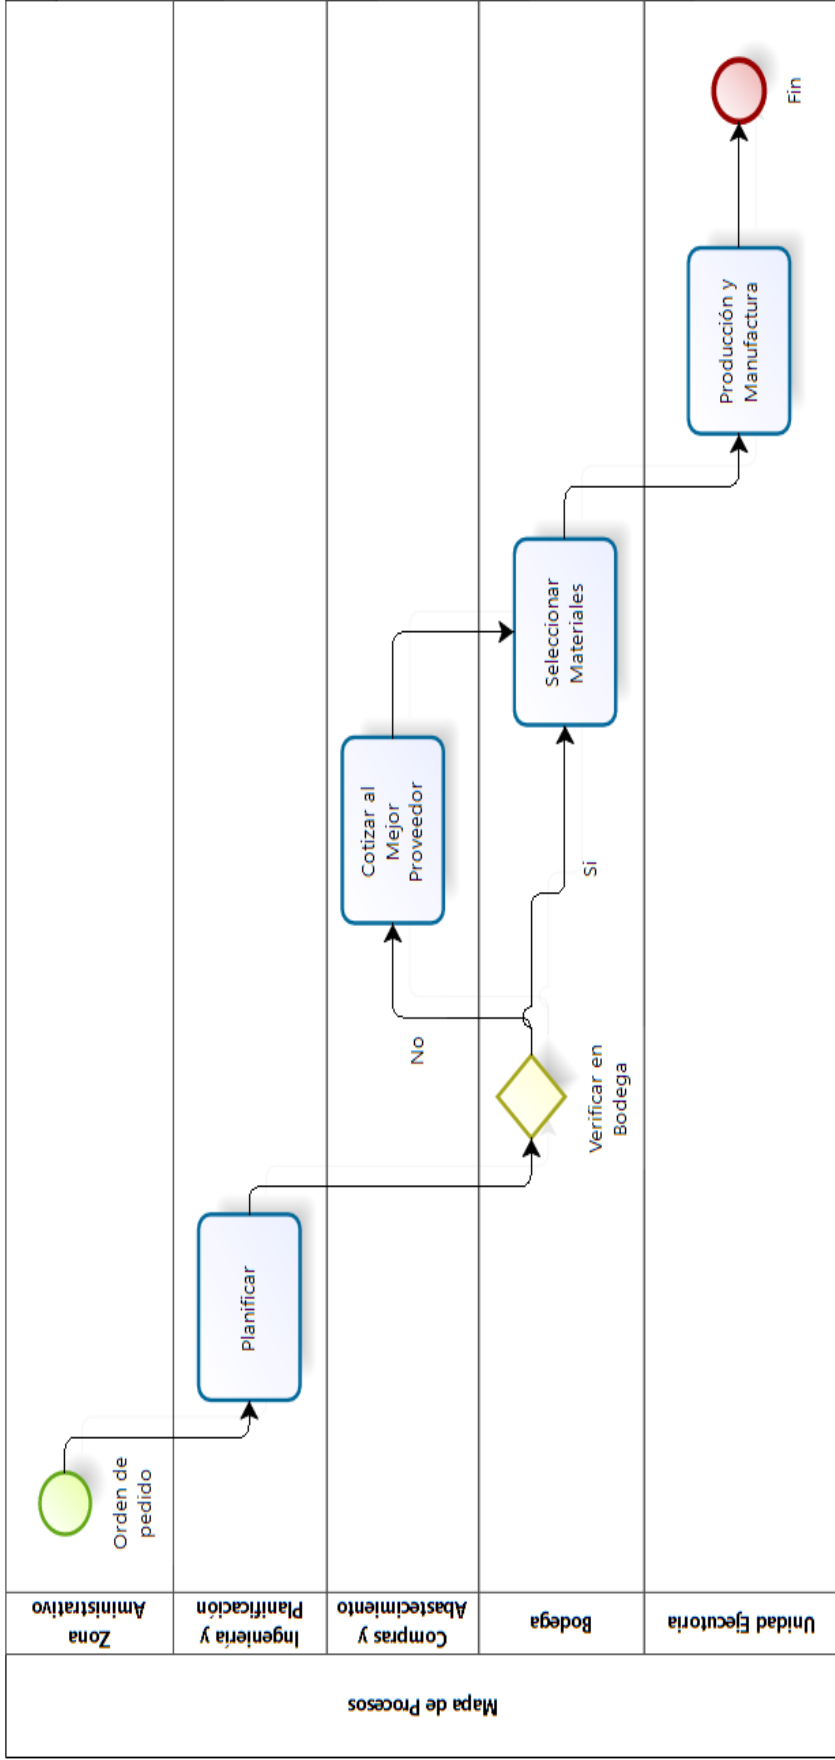 Mapa de Procesos
Zona
Aministrativo
Orden de
pedido
Ingeniería y
Planificación
Planificar
Compras y
Abastecimiento
No
Cotizar al
Mejor
Proveedor
Bodega
Verificar en
Bodega
Si
Seleccionar
Materiales
Unidad Ejecutoria
Producción y
Manufactura
Fin